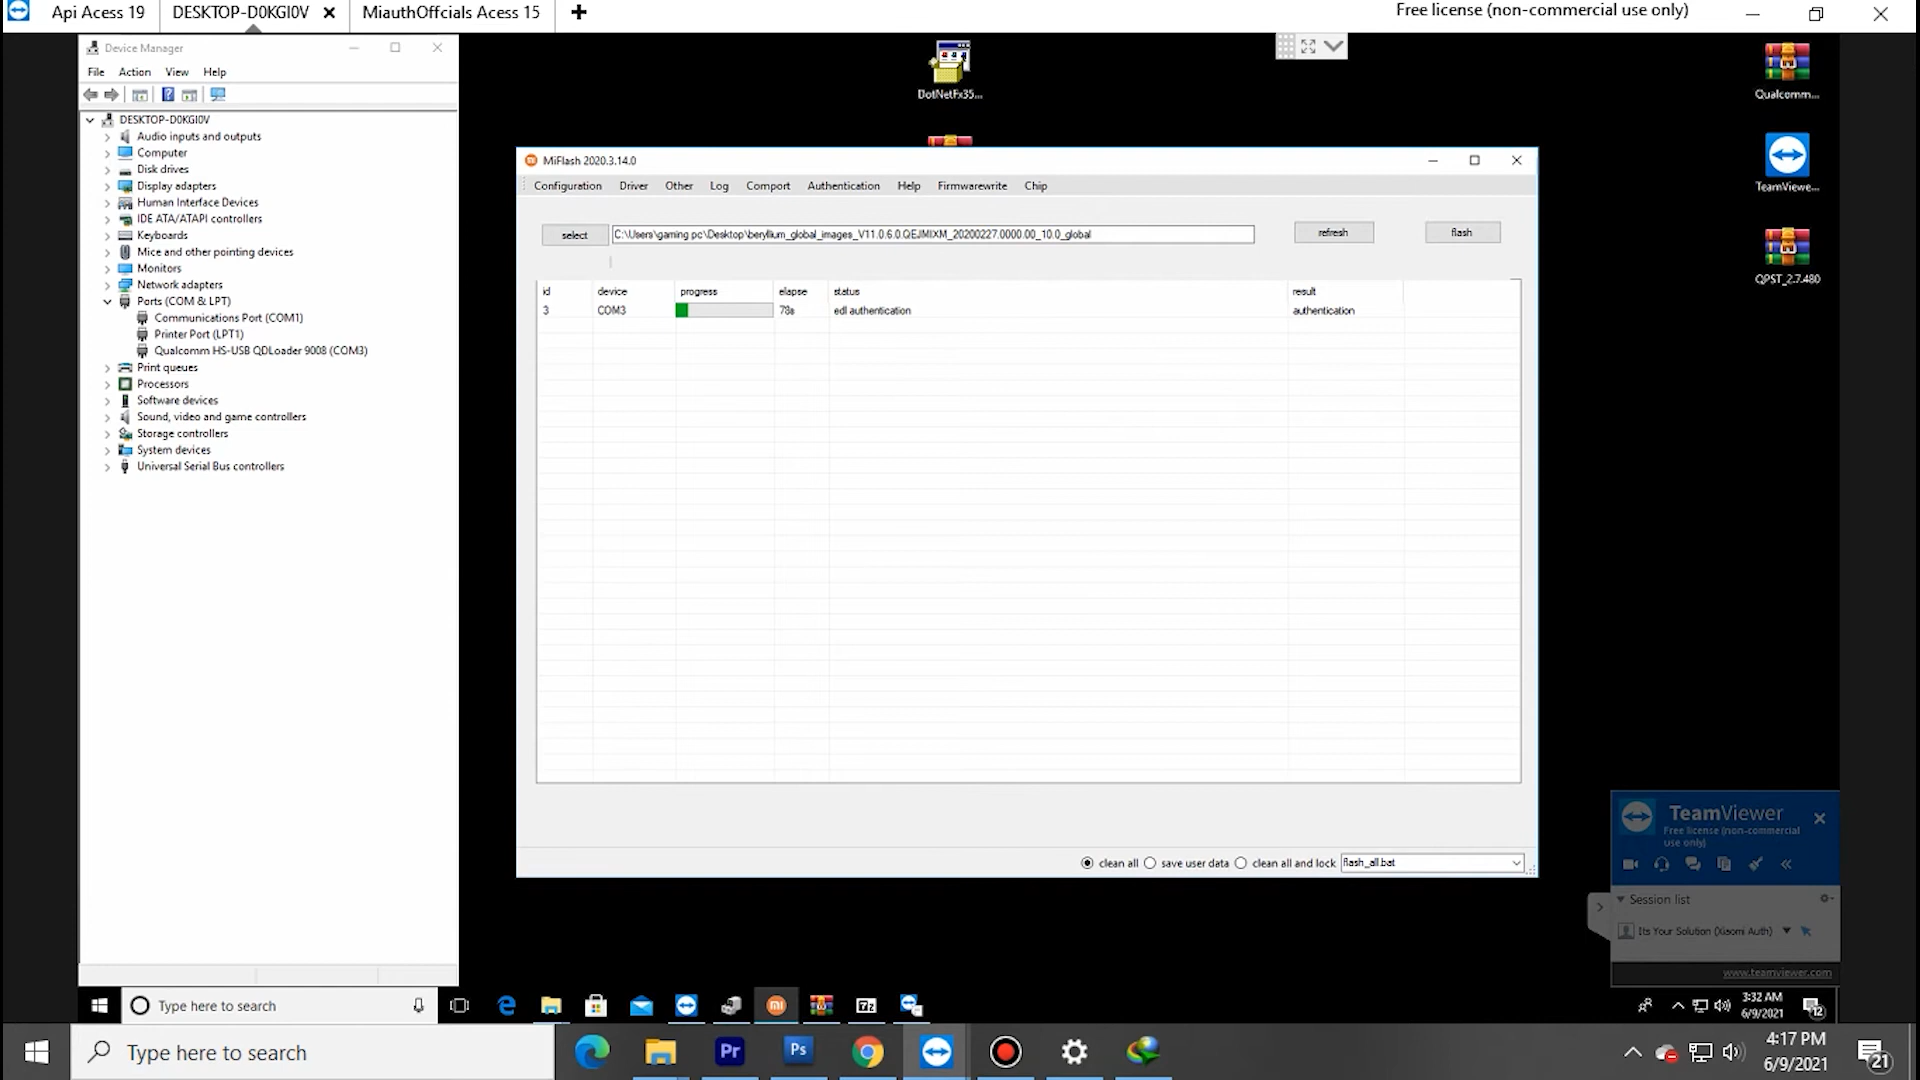 Api Acess 19
DESKTOP-D0KGI0V
MiauthOffcials Acess 15
Free license (non-commercial use only)
Device Manager
File Action View Help
DESKTOP-D0KGI0V
Audio inputs and outputs
Computer
Disk drives
Display adapters
Human Interface Devices
IDE ATA/ATAPI controllers
Keyboards
Mice and other pointing devices
Monitors
Network adapters
Ports (COM & LPT)
Communications Port (COM1)
Printer Port (LPT1)
Qualcomm HS-USB QDLoader 9008 (COM3)
Print queues
Processors
Software devices
Sound, video and game controllers
Storage controllers
System devices
Universal Serial Bus controllers
DotNetFx35...
Qualcomm...
TeamViewe...
QPST_2.7.480
MiFlash 2020.3.14.0
Configuration Driver Other Log Comport Authentication Help Firmwarewrite Chip
select
C:\Users\gaming pc\Desktop\beryllium_global_images_V11.0.6.0.QEJMIXM_20200227.0000.00_10.0_global
refresh
flash
id device progress elapse status result
3 COM3 78s edl authentication authentication
clean all save user data clean all and lock flash_all.bat
TeamViewer
Free license (non-commercial
use only)
Session list
Its Your Solution (Xiaomi Auth)
www.teamviewer.com
Type here to search
3:32 AM
6/9/2021
12
Type here to search
Pr
Ps
4:17 PM
6/9/2021
21